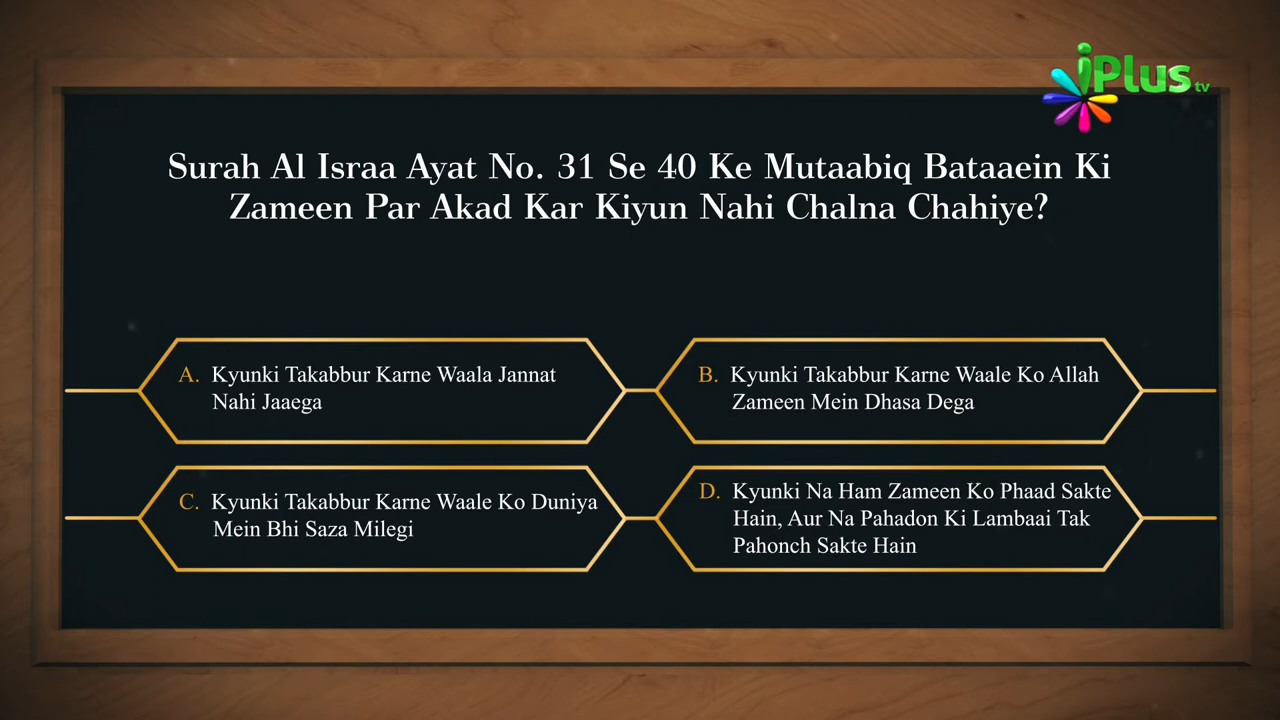 iPlus tv
Surah Al Israa Ayat No. 31 Se 40 Ke Mutaabiq Bataaein Ki
Zameen Par Akad Kar Kiyun Nahi Chalna Chahiye?
A. Kyunki Takabbur Karne Waala Jannat
Nahi Jaaega
B. Kyunki Takabbur Karne Waale Ko Allah
Zameen Mein Dhasa Dega
C. Kyunki Takabbur Karne Waale Ko Duniya
Mein Bhi Saza Milegi
D. Kyunki Na Ham Zameen Ko Phaad Sakte
Hain, Aur Na Pahadon Ki Lambaai Tak
Pahonch Sakte Hain